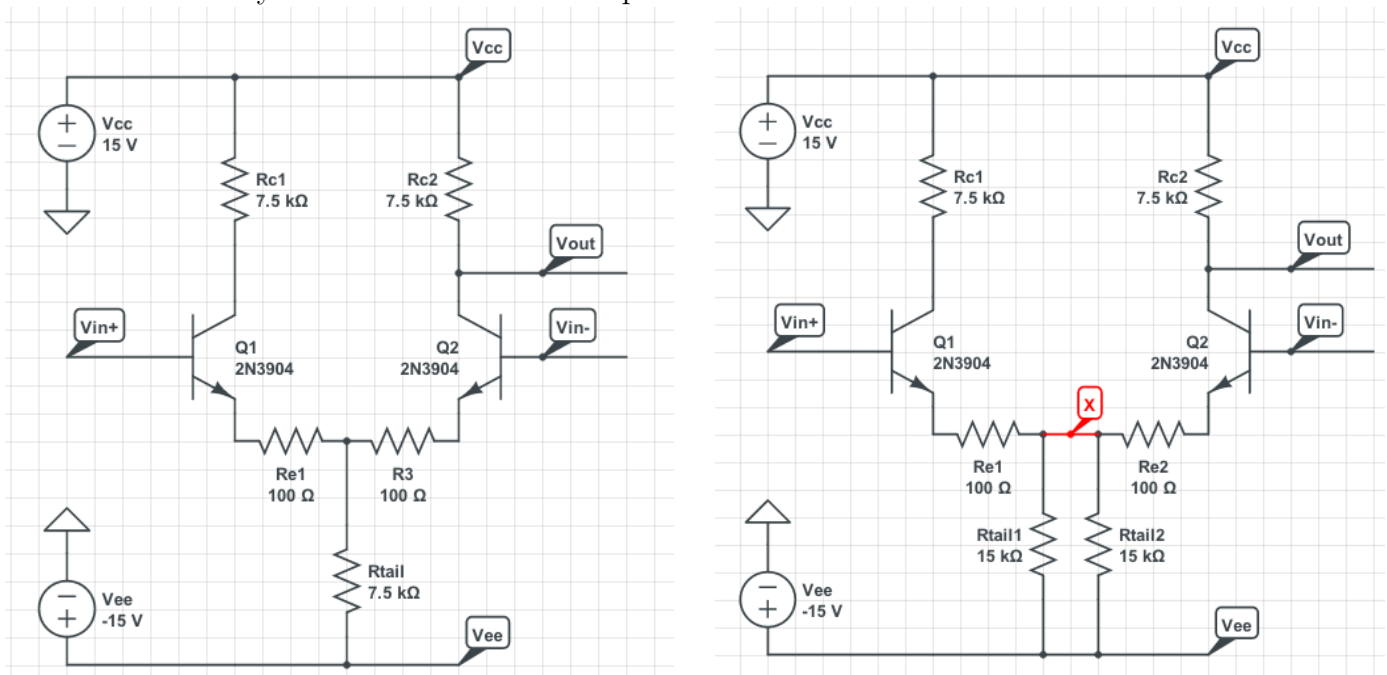 Vcc
Vcc
15 V
Rc1
7.5 kΩ
Rc2
7.5 kΩ
Vout
Vin+
Vin-
Q1
2N3904
Q2
2N3904
Re1
100 Ω
R3
100 Ω
Rtail
7.5 kΩ
Vee
-15 V
Vee
Vcc
Vcc
15 V
Rc1
7.5 kΩ
Rc2
7.5 kΩ
Vout
Vin+
Vin-
Q1
2N3904
Q2
2N3904
X
Re1
100 Ω
Re2
100 Ω
Rtail1
15 kΩ
Rtail2
15 kΩ
Vee
-15 V
Vee